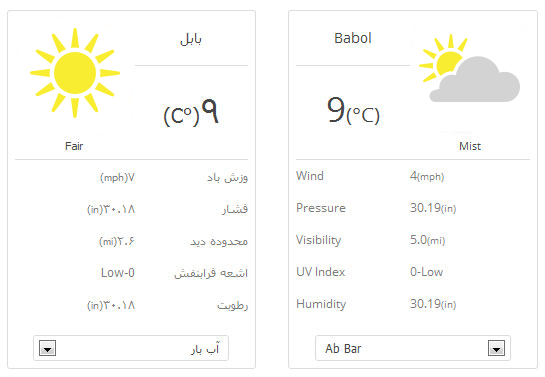 بابل
(C°)۹
Fair
وزش باد ۷(mph)
فشار ۳۰.۱۸(in)
محدوده دید ۲.۶(mi)
اشعه فرابنفش Low-0
رطوبت ۳۰.۱۸(in)
آب بار
Babol
9(°C)
Mist
Wind 4(mph)
Pressure 30.19(in)
Visibility 5.0(mi)
UV Index 0-Low
Humidity 30.19(in)
Ab Bar